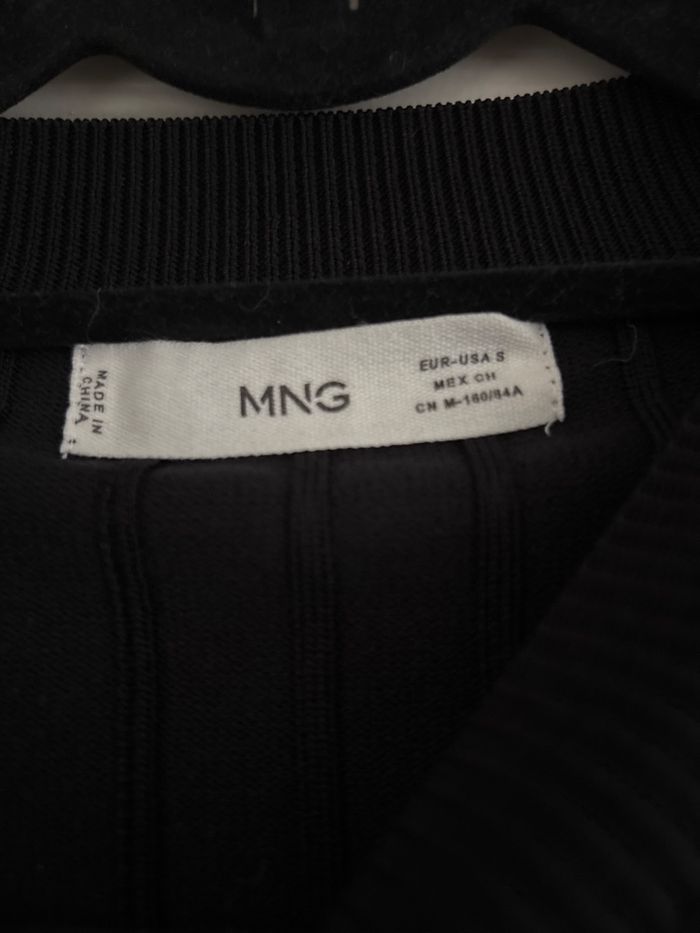 MADE IN
CHINA
MNG
EUR-USA S
MEX CH
CN M-160/84A